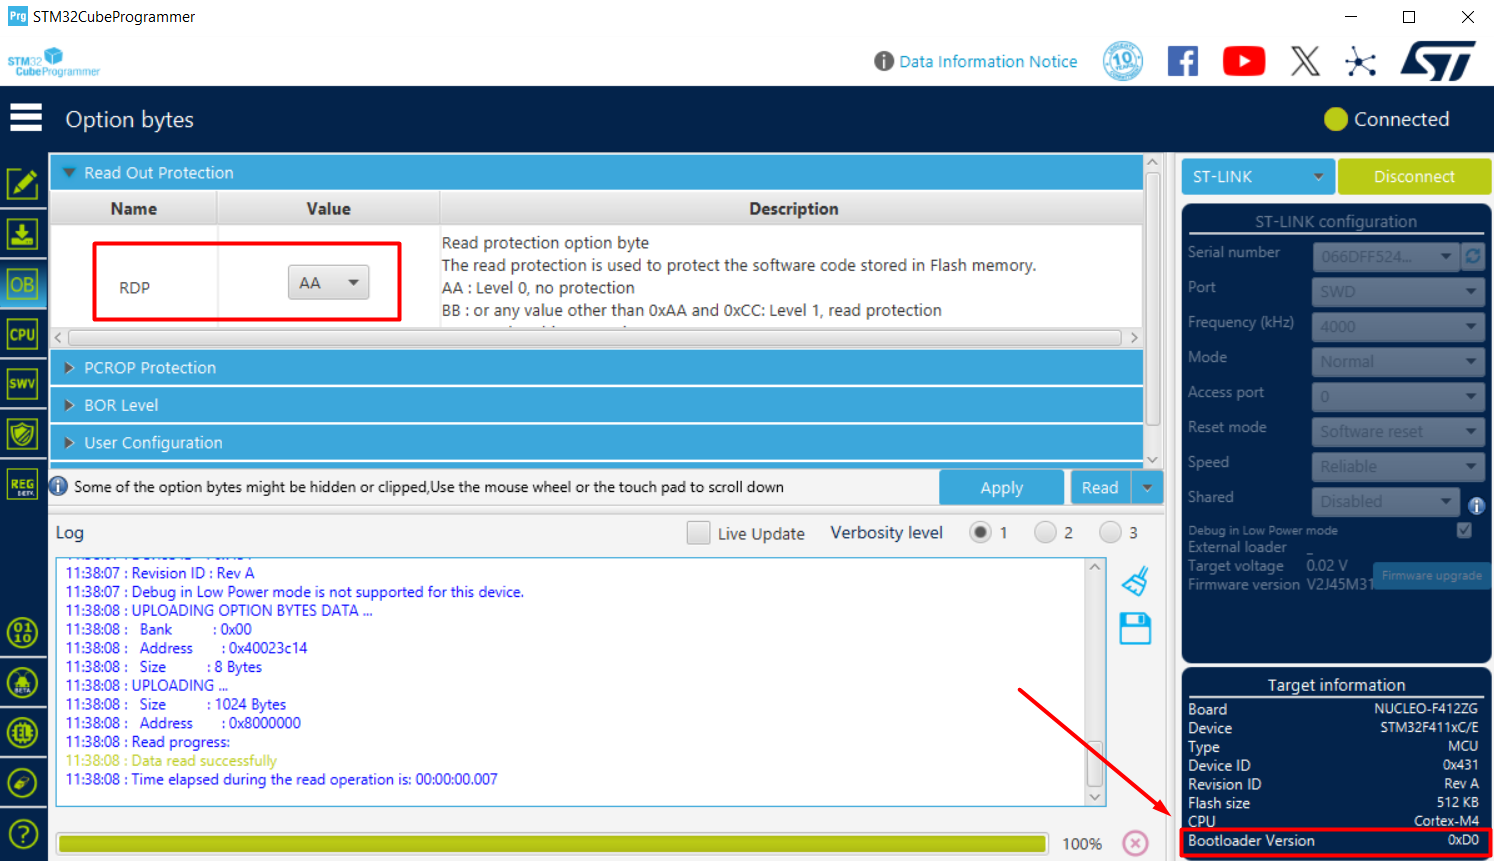 Prg STM32CubeProgrammer
STM32
CubeProgrammer
Data Information Notice
10
ST
Option bytes
Connected
Read Out Protection
Name Value Description
RDP AA
Read protection option byte
The read protection is used to protect the software code stored in Flash memory.
AA : Level 0, no protection
BB : or any value other than 0xAA and 0xCC: Level 1, read protection
PCROP Protection
BOR Level
User Configuration
Some of the option bytes might be hidden or clipped,Use the mouse wheel or the touch pad to scroll down
Apply Read
Log
Live Update Verbosity level 1 2 3
11:38:07 : Revision ID : Rev A
11:38:07 : Debug in Low Power mode is not supported for this device.
11:38:08 : UPLOADING OPTION BYTES DATA ...
11:38:08 : Bank : 0x00
11:38:08 : Address : 0x40023c14
11:38:08 : Size : 8 Bytes
11:38:08 : UPLOADING ...
11:38:08 : Size : 1024 Bytes
11:38:08 : Address : 0x8000000
11:38:08 : Read progress:
11:38:08 : Data read successfully
11:38:08 : Time elapsed during the read operation is: 00:00:00.007
100%
OB
CPU
SWV
REG
BETA
01
10
BETA
EL
?
ST-LINK Disconnect
ST-LINK configuration
Serial number 066DFF524...
Port SWD
Frequency (kHz) 4000
Mode Normal
Access port 0
Reset mode Software reset
Speed Reliable
Shared Disabled
Debug in Low Power mode
External loader _
Target voltage 0.02 V
Firmware version V2J45M31
Firmware upgrade
Target information
Board NUCLEO-F412ZG
Device STM32F411xC/E
Type MCU
Device ID 0x431
Revision ID Rev A
Flash size 512 KB
CPU Cortex-M4
Bootloader Version 0xD0